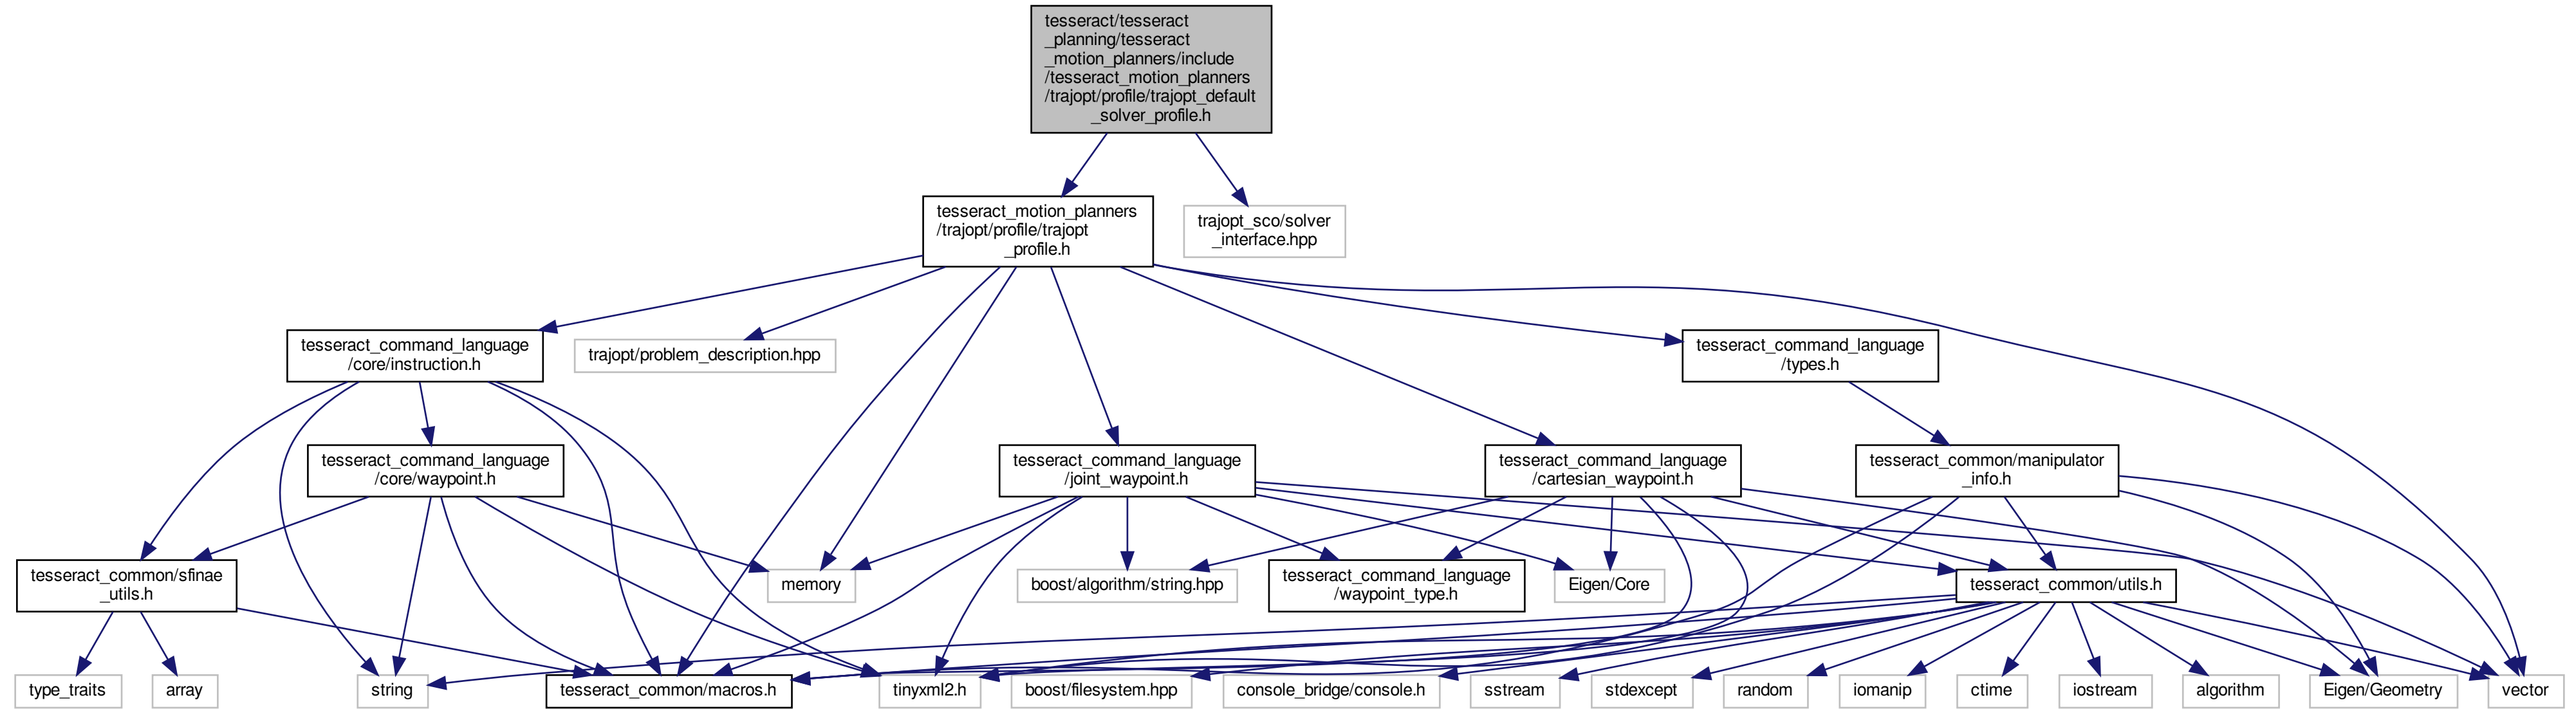 tesseract/tesseract
_planning/tesseract
_motion_planners/include
/tesseract_motion_planners
/trajopt/profile/trajopt_default
_solver_profile.h
tesseract_motion_planners
/trajopt/profile/trajopt
_profile.h
trajopt_sco/solver
_interface.hpp
tesseract_command_language
/core/instruction.h
trajopt/problem_description.hpp
tesseract_command_language
/types.h
tesseract_command_language
/core/waypoint.h
tesseract_command_language
/joint_waypoint.h
tesseract_command_language
/cartesian_waypoint.h
tesseract_common/manipulator
_info.h
tesseract_common/sfinae
_utils.h
memory
boost/algorithm/string.hpp
tesseract_command_language
/waypoint_type.h
Eigen/Core
tesseract_common/utils.h
type_traits
array
string
tesseract_common/macros.h
tinyxml2.h
boost/filesystem.hpp
console_bridge/console.h
sstream
stdexcept
random
iomanip
ctime
iostream
algorithm
Eigen/Geometry
vector